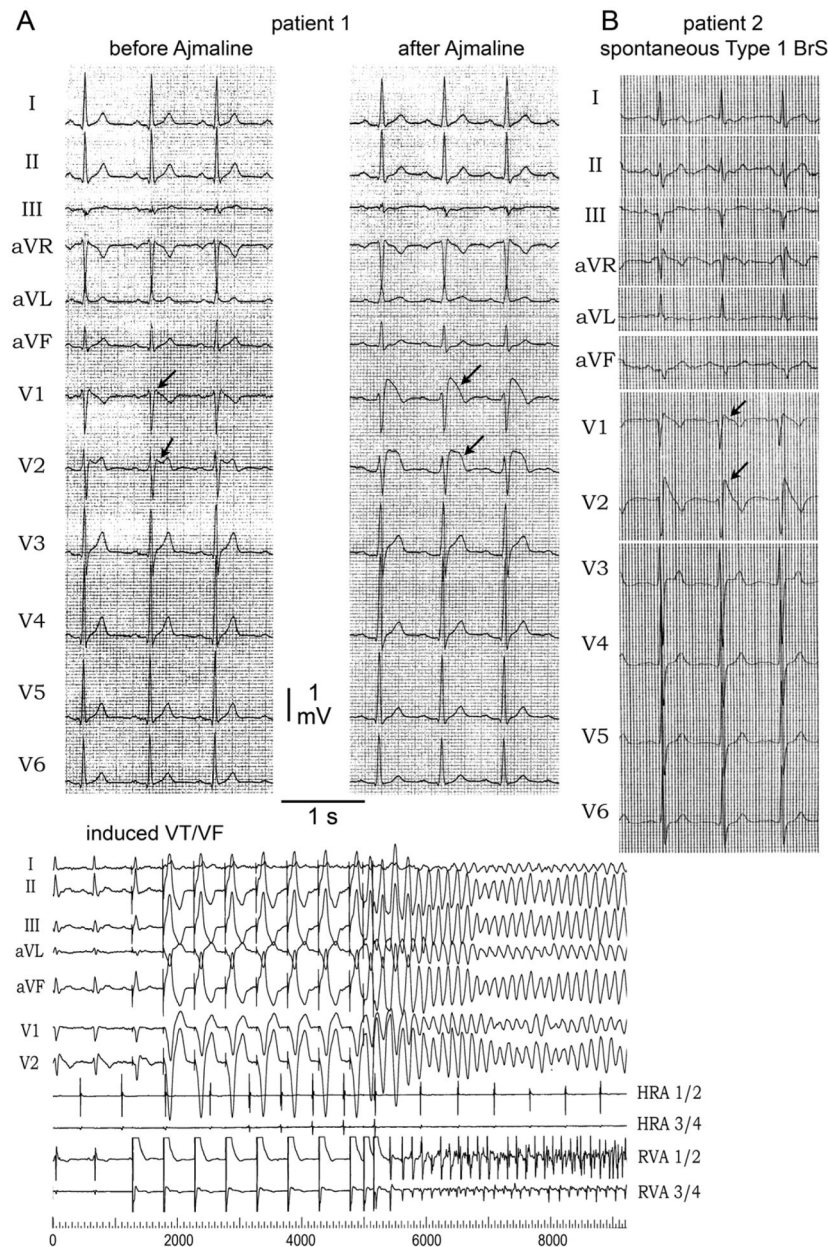 A
patient 1
before Ajmaline
after Ajmaline
I
II
III
aVR
aVL
aVF
V1
V2
V3
V4
V5
V6
1
mV
1 s
B
patient 2
spontaneous Type 1 BrS
I
II
III
aVR
aVL
aVF
V1
V2
V3
V4
V5
V6
induced VT/VF
I
II
III
aVL
aVF
V1
V2
HRA 1/2
HRA 3/4
RVA 1/2
RVA 3/4
0 2000 4000 6000 8000